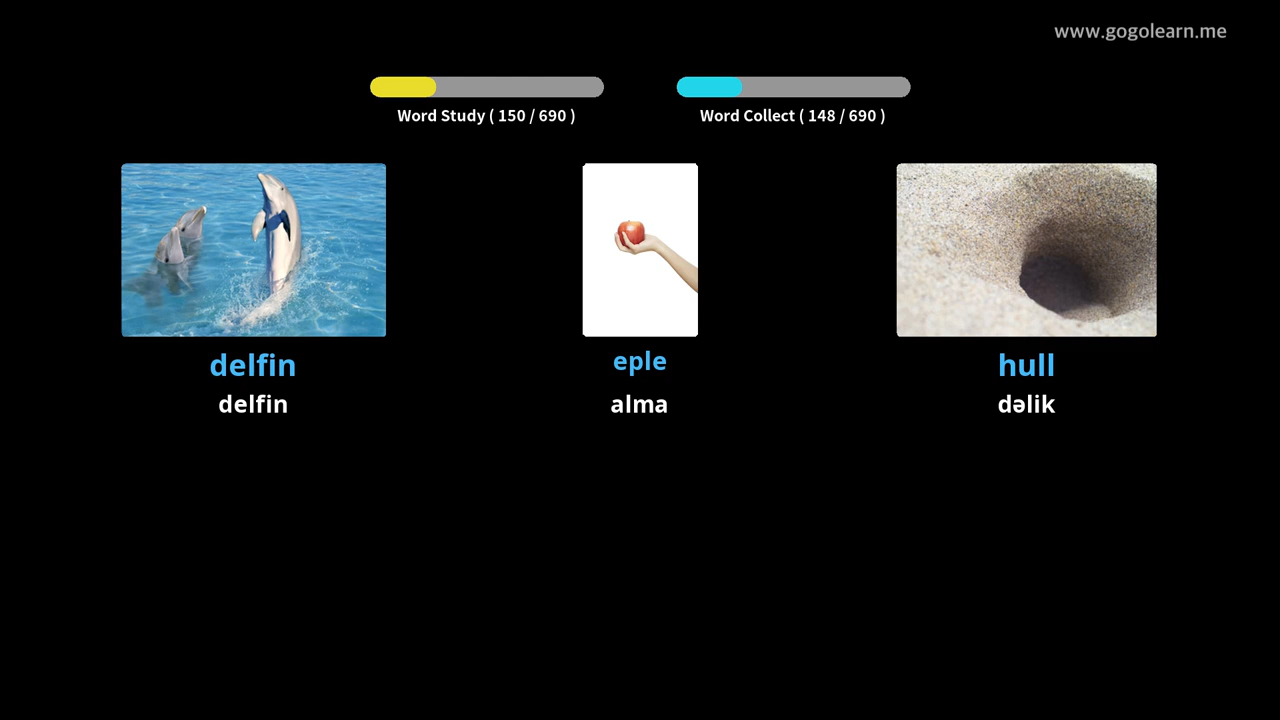 www.gogolearn.me
Word Study ( 150 / 690 )
Word Collect ( 148 / 690 )
delfin
delfin
eple
alma
hull
dəlik